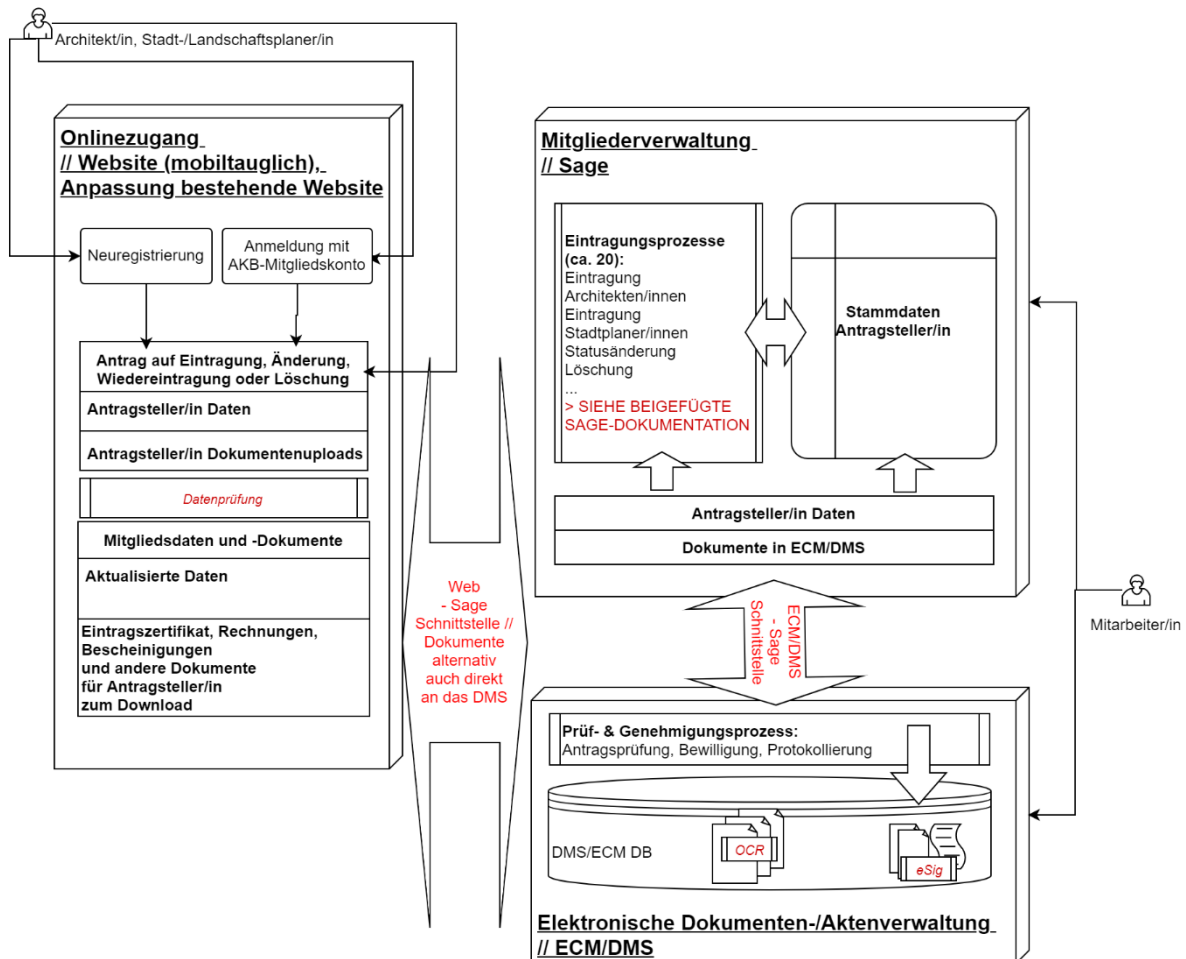 Architekt/in, Stadt-/Landschaftsplaner/in
Onlinezugang
// Website (mobiltauglich),
Anpassung bestehende Website
Neuregistrierung
Anmeldung mit
AKB-Mitgliedskonto
Antrag auf Eintragung, Änderung,
Wiedereintragung oder Löschung
Antragsteller/in Daten
Antragsteller/in Dokumentenuploads
Datenprüfung
Mitgliedsdaten und -Dokumente
Aktualisierte Daten
Eintragszertifikat, Rechnungen,
Bescheinigungen
und andere Dokumente
für Antragsteller/in
zum Download
Web
- Sage
Schnittstelle //
Dokumente
alternativ
auch direkt
an das DMS
Mitgliederverwaltung
// Sage
Eintragungsprozesse
(ca. 20):
Eintragung
Architekten/innen
Eintragung
Stadtplaner/innen
Statusänderung
Löschung
...
> SIEHE BEIGEFÜGTE
SAGE-DOKUMENTATION
Stammdaten
Antragsteller/in
Antragsteller/in Daten
Dokumente in ECM/DMS
ECM/DMS
- Sage
Schnittstelle
Mitarbeiter/in
Prüf- & Genehmigungsprozess:
Antragsprüfung, Bewilligung, Protokollierung
DMS/ECM DB
OCR
eSig
Elektronische Dokumenten-/Aktenverwaltung
// ECM/DMS